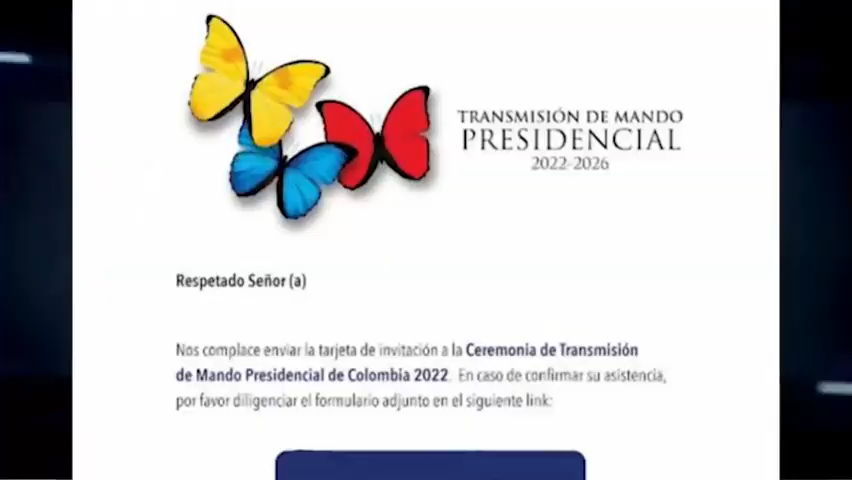 TRANSMISIÓN DE MANDO
PRESIDENCIAL
2022-2026
Respetado Señor (a)
Nos complace enviar la tarjeta de invitación a la Ceremonia de Transmisión
de Mando Presidencial de Colombia 2022. En caso de confirmar su asistencia,
por favor diligenciar el formulario adjunto en el siguiente link: